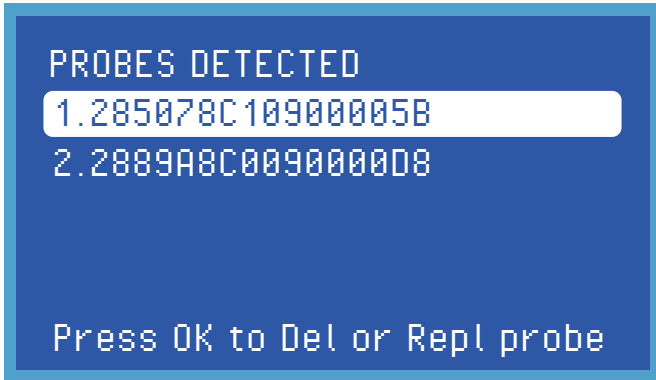 PROBES DETECTED
1.285078C10900005B
2.2889A8C0090000D8
Press OK to Del or Repl probe